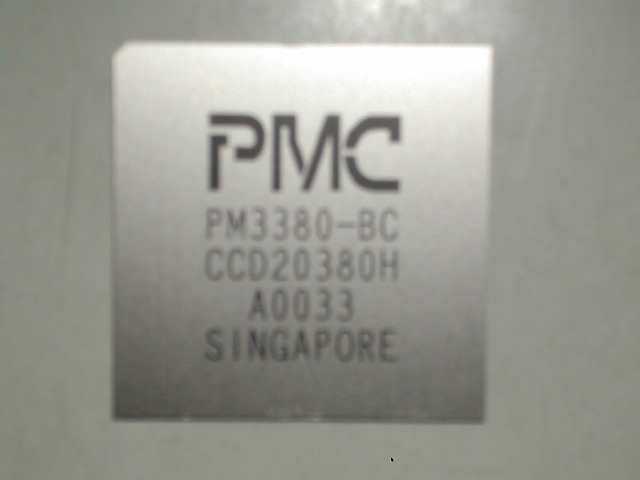 PMC
PM3380-BC
CCD20380H
A0033
SINGAPORE